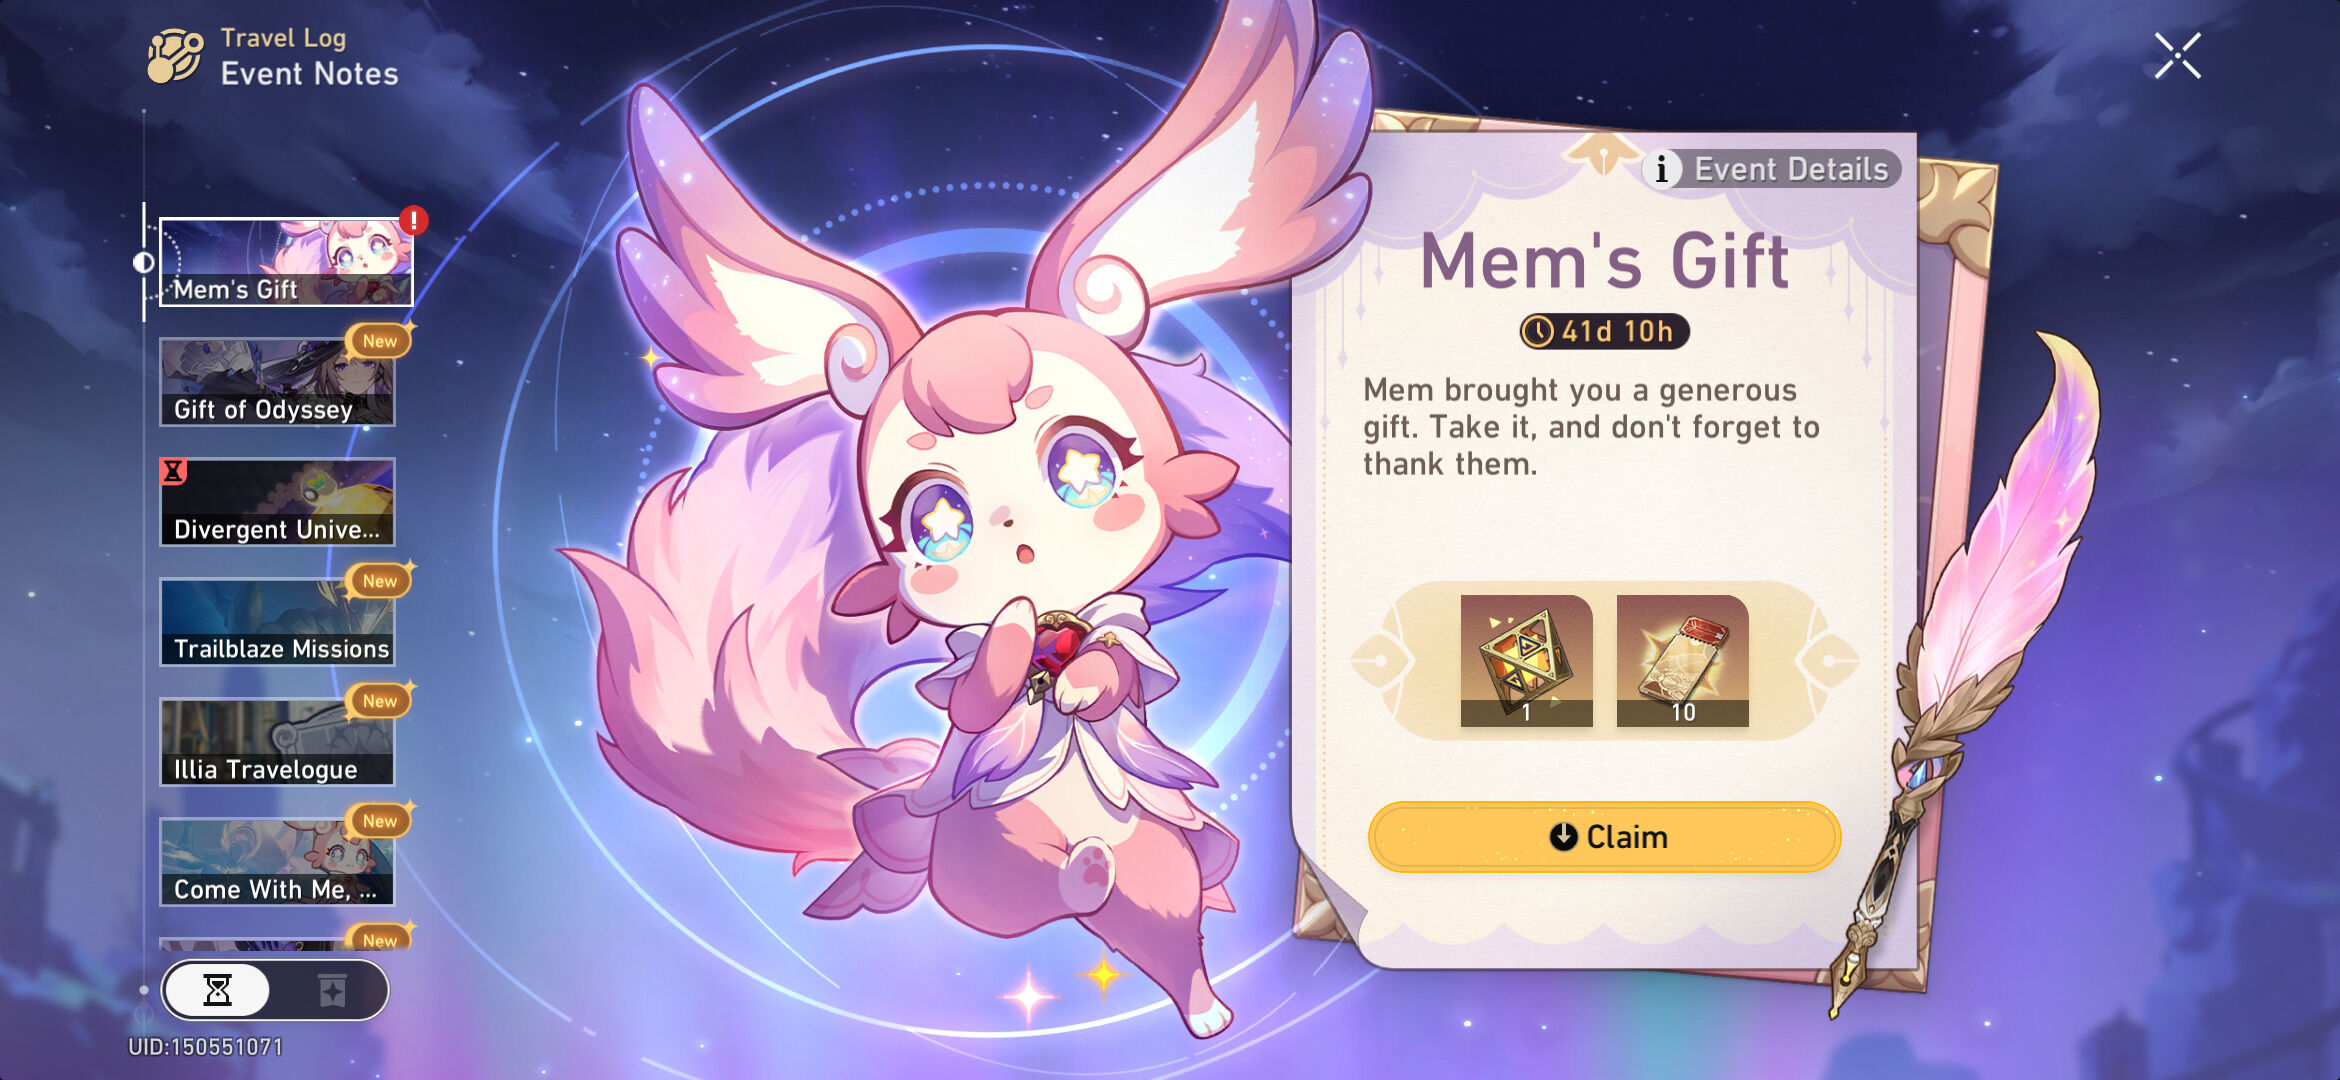 Travel Log
Event Notes
Mem's Gift
New
Gift of Odyssey
Divergent Unive...
New
Trailblaze Missions
New
Illia Travelogue
New
Come With Me, ...
New
UID:150551071
Event Details
Mem's Gift
41d 10h
Mem brought you a generous
gift. Take it, and don't forget to
thank them.
1
10
Claim